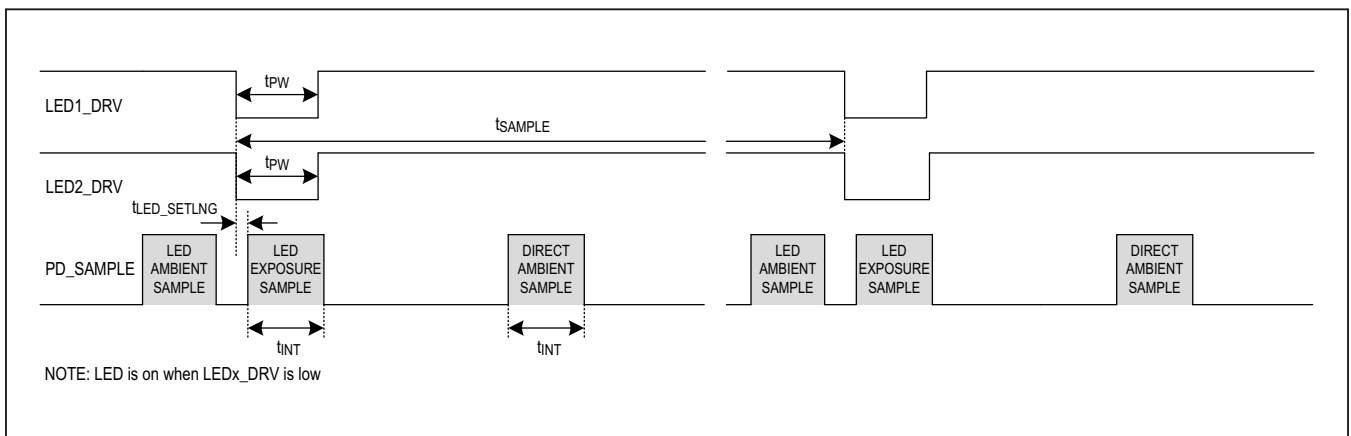 tPW
LED1_DRV
tSAMPLE
tPW
LED2_DRV
tLED_SETLNG
PD_SAMPLE
LED
AMBIENT
SAMPLE
LED
EXPOSURE
SAMPLE
DIRECT
AMBIENT
SAMPLE
LED
AMBIENT
SAMPLE
LED
EXPOSURE
SAMPLE
DIRECT
AMBIENT
SAMPLE
tINT
tINT
NOTE: LED is on when LEDx_DRV is low